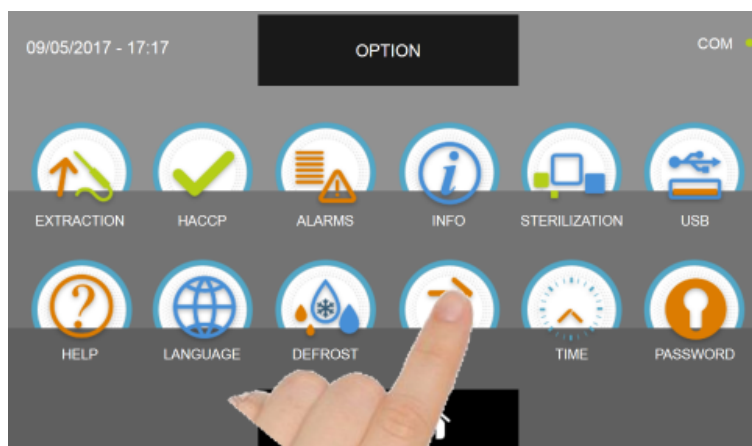 09/05/2017 - 17:17
OPTION
COM
EXTRACTION
HACCP
ALARMS
INFO
STERILIZATION
USB
HELP
LANGUAGE
DEFROST
TIME
PASSWORD